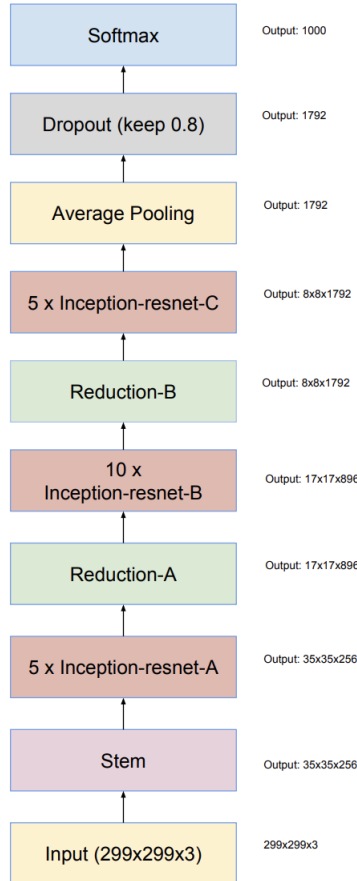 Softmax
Output: 1000
Dropout (keep 0.8)
Output: 1792
Average Pooling
Output: 1792
5 x Inception-resnet-C
Output: 8x8x1792
Reduction-B
Output: 8x8x1792
10 x
Inception-resnet-B
Output: 17x17x896
Reduction-A
Output: 17x17x896
5 x Inception-resnet-A
Output: 35x35x256
Stem
Output: 35x35x256
Input (299x299x3)
299x299x3